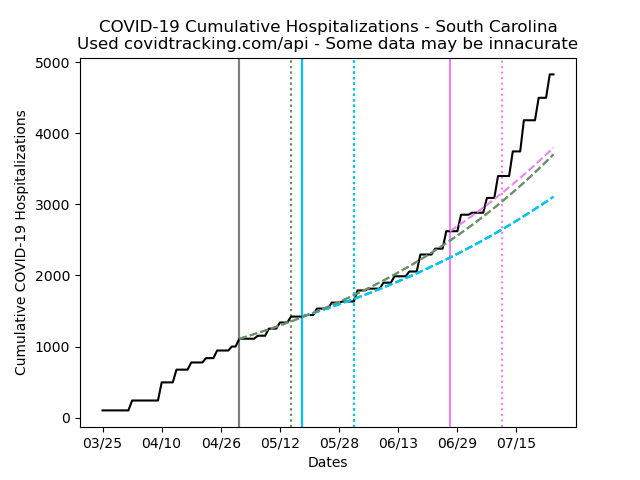 COVID-19 Cumulative Hospitalizations - South Carolina
Used covidtracking.com/api - Some data may be innacurate
Cumulative COVID-19 Hospitalizations
5000
4000
3000
2000
1000
0
03/25 04/10 04/26 05/12 05/28 06/13 06/29 07/15
Dates